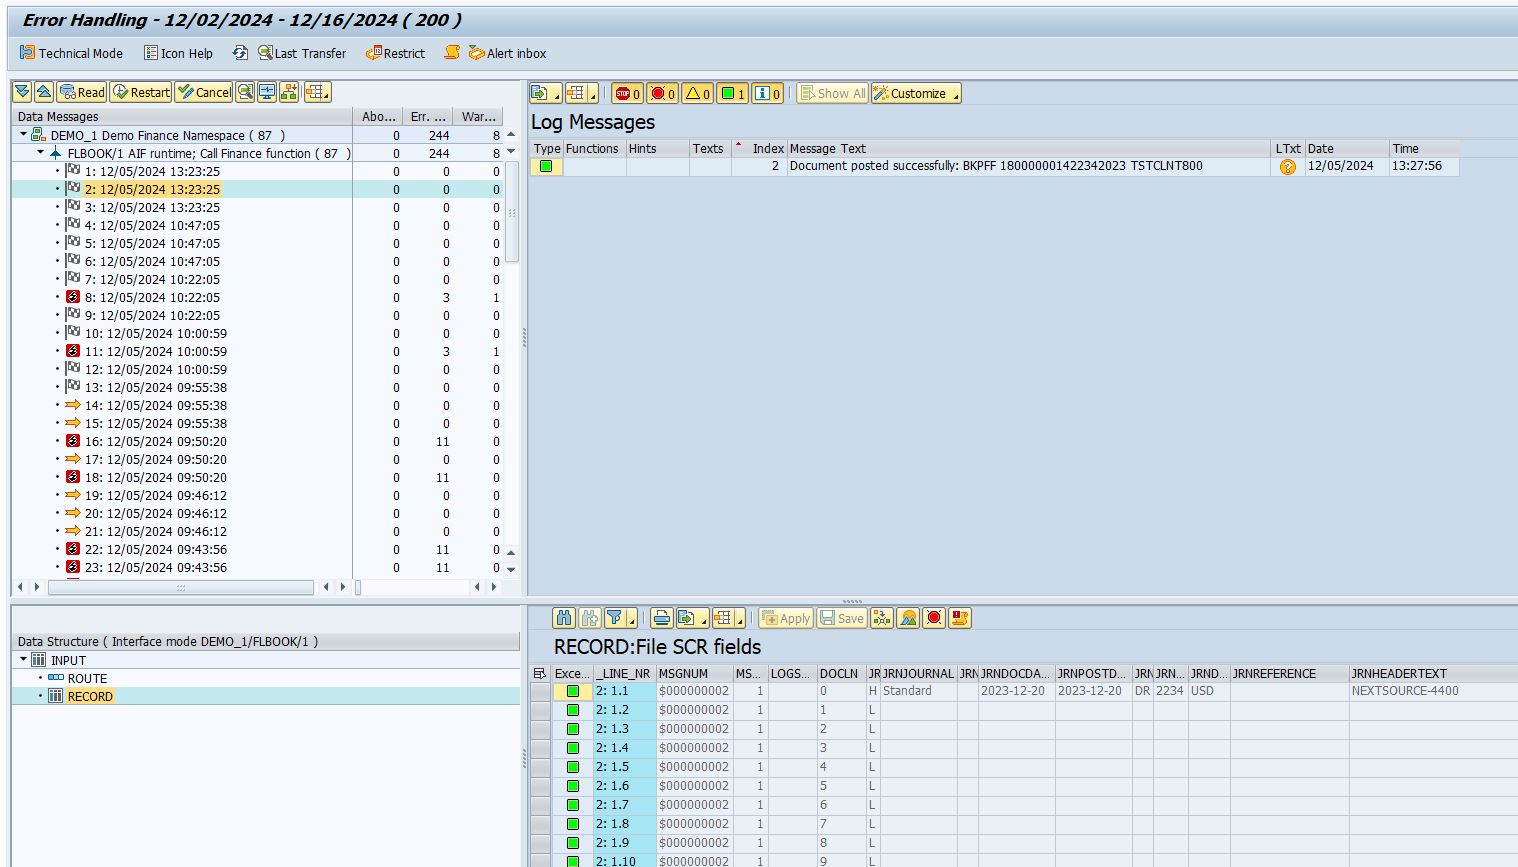 Error Handling - 12/02/2024 - 12/16/2024 ( 200 )
Technical Mode Icon Help Last Transfer Restrict Alert inbox
Read Restart Cancel
Data Messages Abo... Err. ... War...
DEMO_1 Demo Finance Namespace ( 87 ) 0 244 8
FLBOOK/1 AIF runtime; Call Finance function ( 87 ) 0 244 8
1: 12/05/2024 13:23:25 0 0 0
2: 12/05/2024 13:23:25 0 0 0
3: 12/05/2024 13:23:25 0 0 0
4: 12/05/2024 10:47:05 0 0 0
5: 12/05/2024 10:47:05 0 0 0
6: 12/05/2024 10:47:05 0 0 0
7: 12/05/2024 10:22:05 0 0 0
8: 12/05/2024 10:22:05 0 3 1
9: 12/05/2024 10:22:05 0 0 0
10: 12/05/2024 10:00:59 0 0 0
11: 12/05/2024 10:00:59 0 3 1
12: 12/05/2024 10:00:59 0 0 0
13: 12/05/2024 09:55:38 0 0 0
14: 12/05/2024 09:55:38 0 0 0
15: 12/05/2024 09:55:38 0 0 0
16: 12/05/2024 09:50:20 0 11 0
17: 12/05/2024 09:50:20 0 0 0
18: 12/05/2024 09:50:20 0 11 0
19: 12/05/2024 09:46:12 0 0 0
20: 12/05/2024 09:46:12 0 0 0
21: 12/05/2024 09:46:12 0 0 0
22: 12/05/2024 09:43:56 0 11 0
23: 12/05/2024 09:43:56 0 11 0
STOP 0 0 0 1 0 Show All Customize
Log Messages
Type Functions Hints Texts Index Message Text LTxt Date Time
2 Document posted successfully: BKPFF 180000001422342023 TSTCLNT800 12/05/2024 13:27:56
Data Structure ( Interface mode DEMO_1/FLBOOK/1 )
INPUT
ROUTE
RECORD
Apply Save
RECORD:File SCR fields
Exce... _LINE_NR MSGNUM MS... LOGS... DOCLN JR JRNJOURNAL JRN JRNDOCDA... JRNPOSTD... JRN JRN... JRND... JRNREFERENCE JRNHEADERTEXT
2: 1.1 $000000002 1 0 H Standard 2023-12-20 2023-12-20 DR 2234 USD NEXTSOURCE-4400
2: 1.2 $000000002 1 1 L
2: 1.3 $000000002 1 2 L
2: 1.4 $000000002 1 3 L
2: 1.5 $000000002 1 4 L
2: 1.6 $000000002 1 5 L
2: 1.7 $000000002 1 6 L
2: 1.8 $000000002 1 7 L
2: 1.9 $000000002 1 8 L
2: 1.10 $000000002 1 9 L